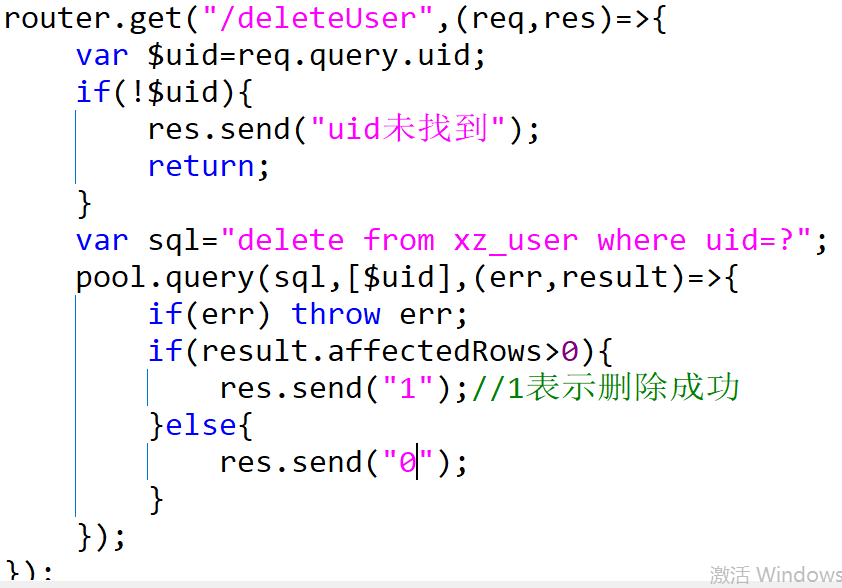 router.get("/deleteUser",(req,res)=>{
    var $uid=req.query.uid;
    if(!$uid){
        res.send("uid未找到");
        return;
    }
    var sql="delete from xz_user where uid=?";
    pool.query(sql,[$uid],(err,result)=>{
        if(err) throw err;
        if(result.affectedRows>0){
            res.send("1");//1表示删除成功
        }else{
            res.send("0");
        }
    });
});
激活 Windows